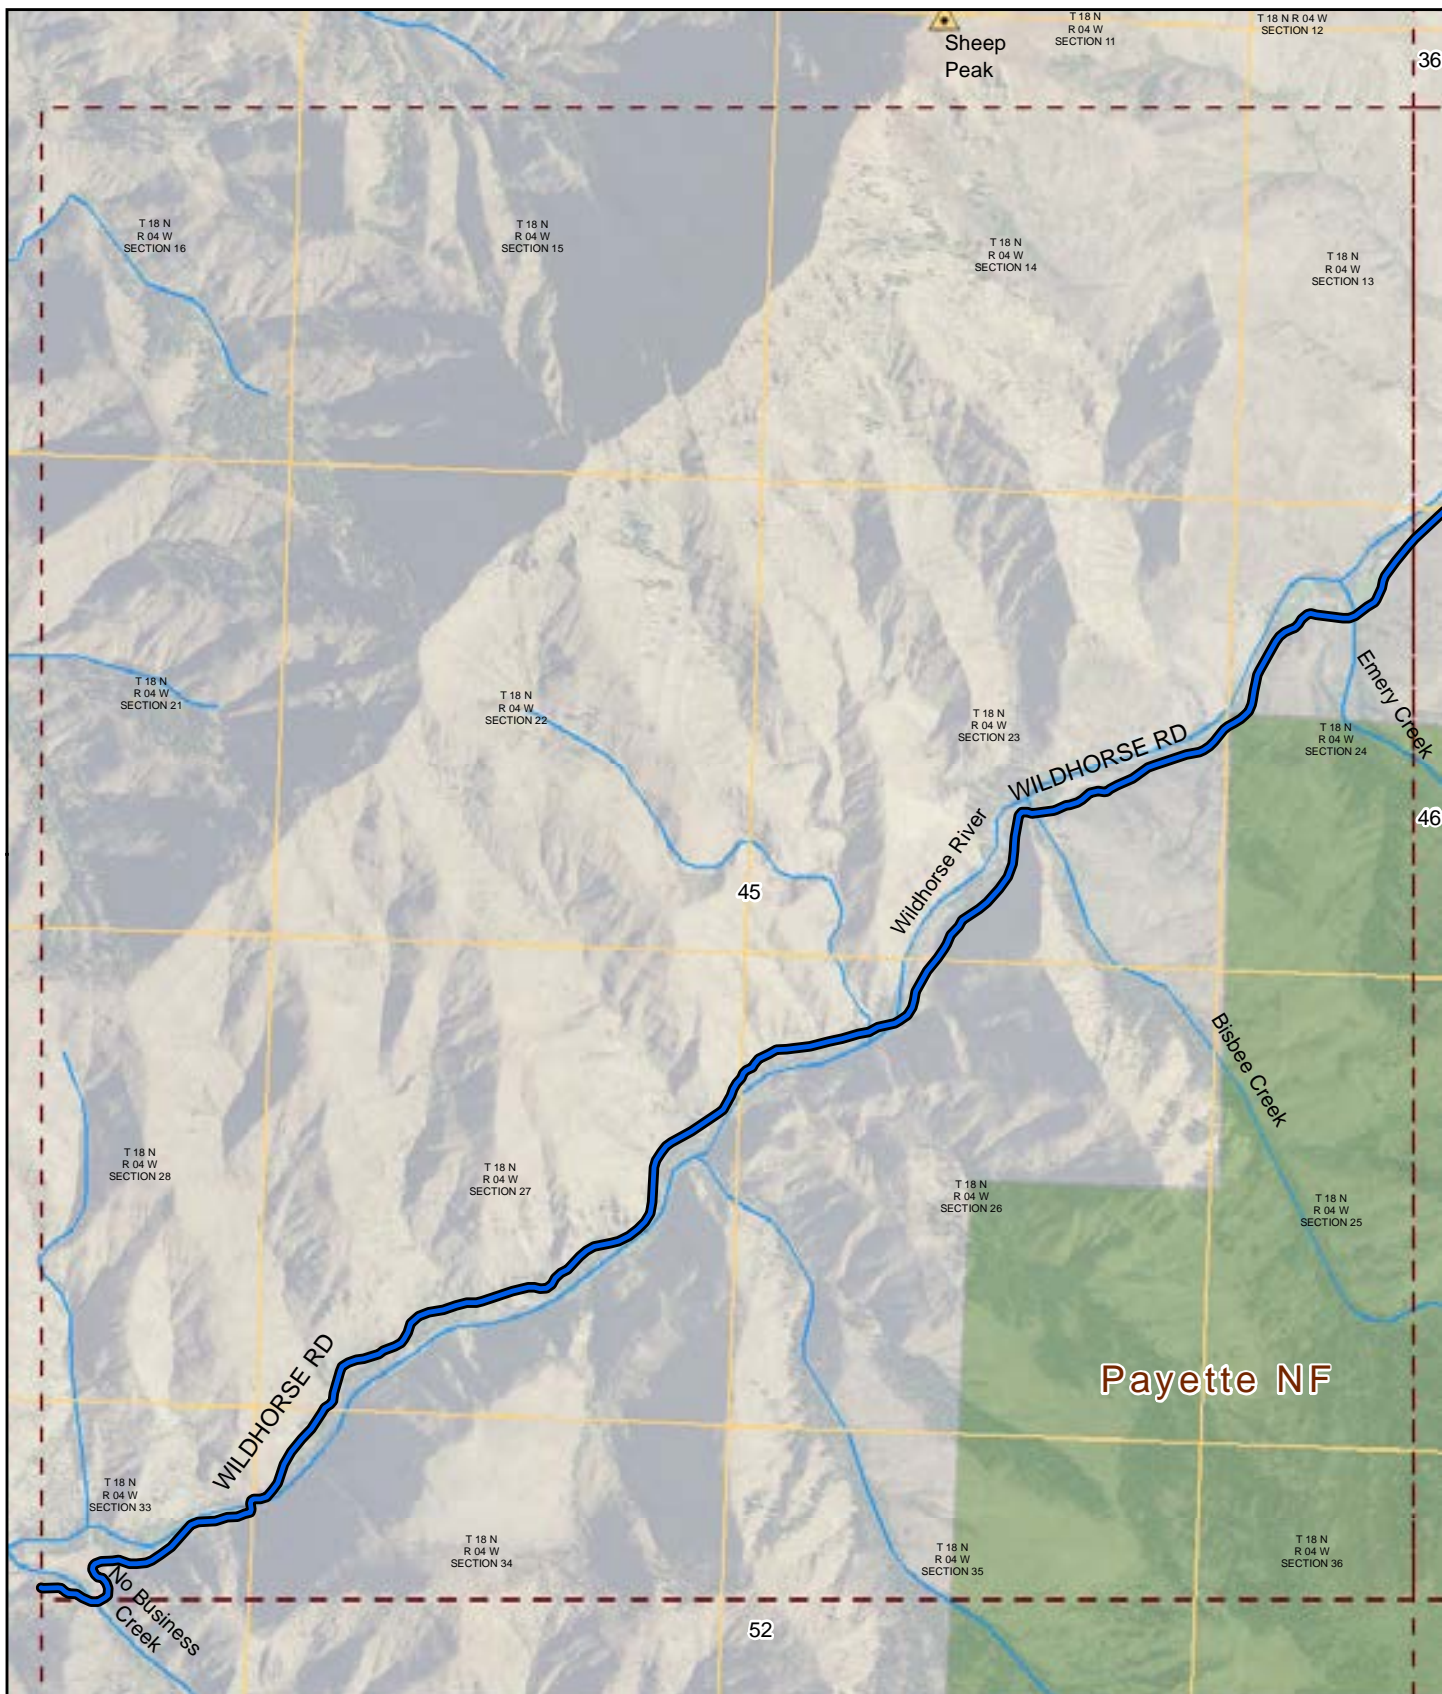 T 18 N
R 04 W
SECTION 11
T 18 N R 04 W
SECTION 12
Sheep
Peak
36
T 18 N
R 04 W
SECTION 16
T 18 N
R 04 W
SECTION 15
T 18 N
R 04 W
SECTION 14
T 18 N
R 04 W
SECTION 13
T 18 N
R 04 W
SECTION 21
T 18 N
R 04 W
SECTION 22
T 18 N
R 04 W
SECTION 23
T 18 N
R 04 W
SECTION 24
Emery Creek
WILDHORSE RD
Wildhorse River
46
45
Bisbee Creek
T 18 N
R 04 W
SECTION 28
T 18 N
R 04 W
SECTION 27
T 18 N
R 04 W
SECTION 26
T 18 N
R 04 W
SECTION 25
WILDHORSE RD
Payette NF
T 18 N
R 04 W
SECTION 33
T 18 N
R 04 W
SECTION 34
T 18 N
R 04 W
SECTION 35
T 18 N
R 04 W
SECTION 36
No Business
Creek
52